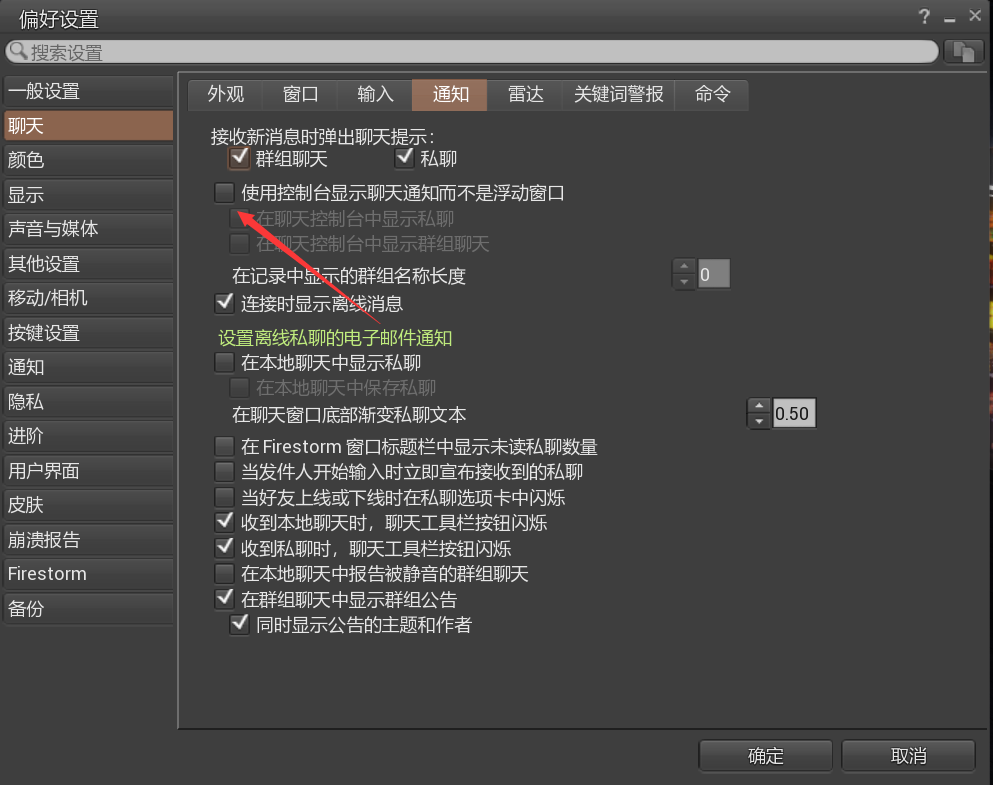 偏好设置
搜索设置
一般设置
聊天
颜色
显示
声音与媒体
其他设置
移动/相机
按键设置
通知
隐私
进阶
用户界面
皮肤
崩溃报告
Firestorm
备份
外观 窗口 输入 通知 雷达 关键词警报 命令
接收新消息时弹出聊天提示:
群组聊天 私聊
使用控制台显示聊天通知而不是浮动窗口
在聊天控制台中显示私聊
在聊天控制台中显示群组聊天
在记录中显示的群组名称长度 0
连接时显示离线消息
设置离线私聊的电子邮件通知
在本地聊天中显示私聊
在本地聊天中保存私聊
在聊天窗口底部渐变私聊文本 0.50
在 Firestorm 窗口标题栏中显示未读私聊数量
当发件人开始输入时立即宣布接收到的私聊
当好友上线或下线时在私聊选项卡中闪烁
收到本地聊天时，聊天工具栏按钮闪烁
收到私聊时，聊天工具栏按钮闪烁
在本地聊天中报告被静音的群组聊天
在群组聊天中显示群组公告
同时显示公告的主题和作者
确定 取消